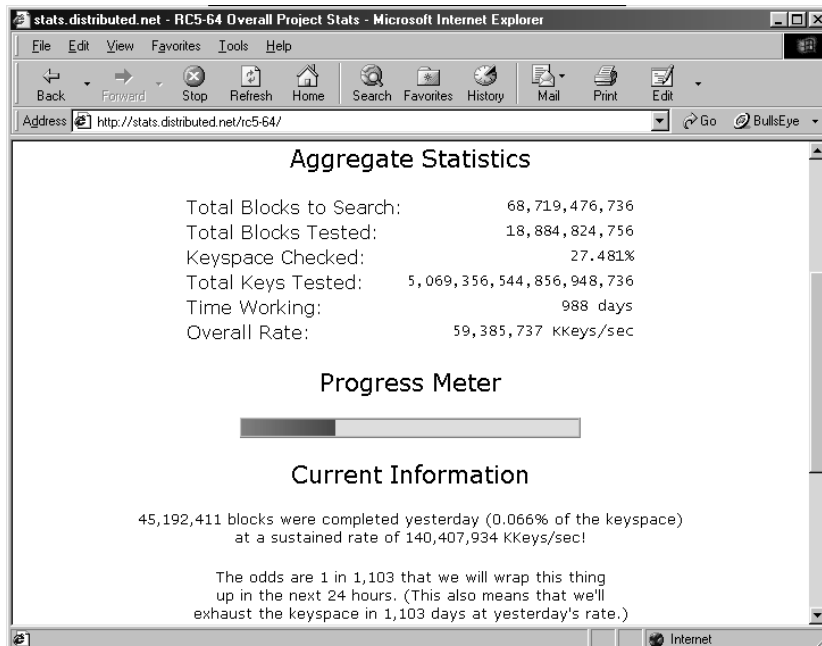 stats.distributed.net - RC5-64 Overall Project Stats - Microsoft Internet Explorer
File Edit View Favorites Tools Help
Back Forward Stop Refresh Home Search Favorites History Mail Print Edit
Address http://stats.distributed.net/rc5-64/ Go BullsEye
Aggregate Statistics
Total Blocks to Search: 68,719,476,736
Total Blocks Tested: 18,884,824,756
Keyspace Checked: 27.481%
Total Keys Tested: 5,069,356,544,856,948,736
Time Working: 988 days
Overall Rate: 59,385,737 KKeys/sec
Progress Meter
Current Information
45,192,411 blocks were completed yesterday (0.066% of the keyspace)
at a sustained rate of 140,407,934 KKeys/sec!
The odds are 1 in 1,103 that we will wrap this thing
up in the next 24 hours. (This also means that we'll
exhaust the keyspace in 1,103 days at yesterday's rate.)
Internet